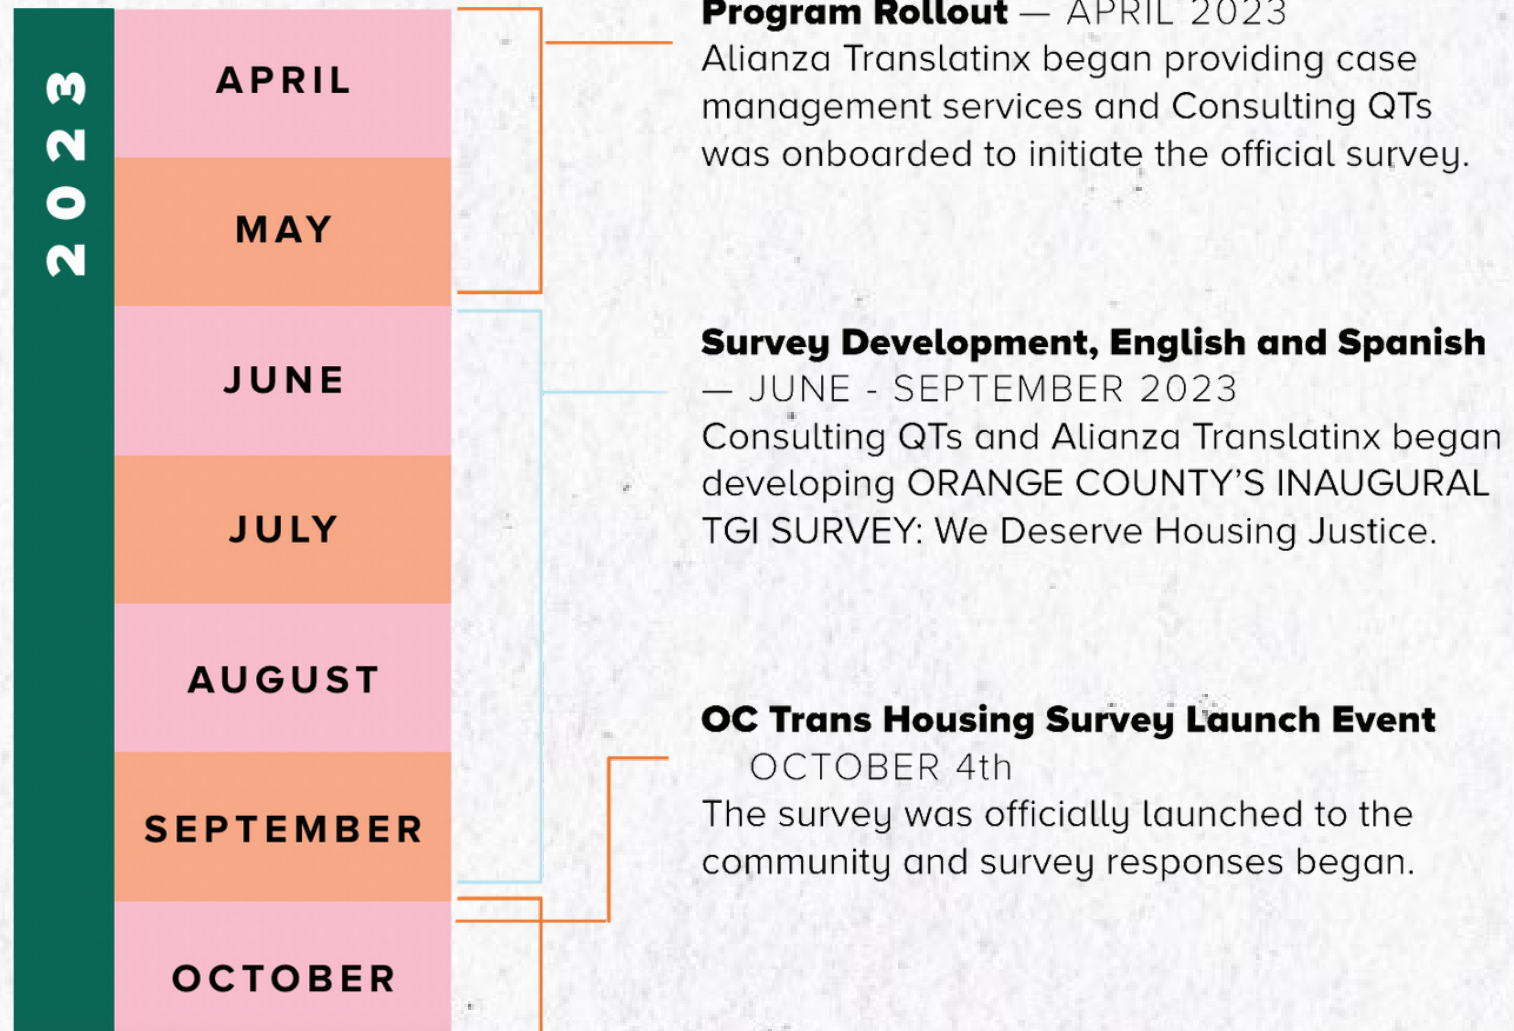 2023
APRIL
MAY
JUNE
JULY
AUGUST
SEPTEMBER
OCTOBER
Program Rollout — APRIL 2023
Alianza Translatinx began providing case
management services and Consulting QTs
was onboarded to initiate the official survey.
Survey Development, English and Spanish
— JUNE - SEPTEMBER 2023
Consulting QTs and Alianza Translatinx began
developing ORANGE COUNTY’S INAUGURAL
TGI SURVEY: We Deserve Housing Justice.
OC Trans Housing Survey Launch Event
OCTOBER 4th
The survey was officially launched to the
community and survey responses began.